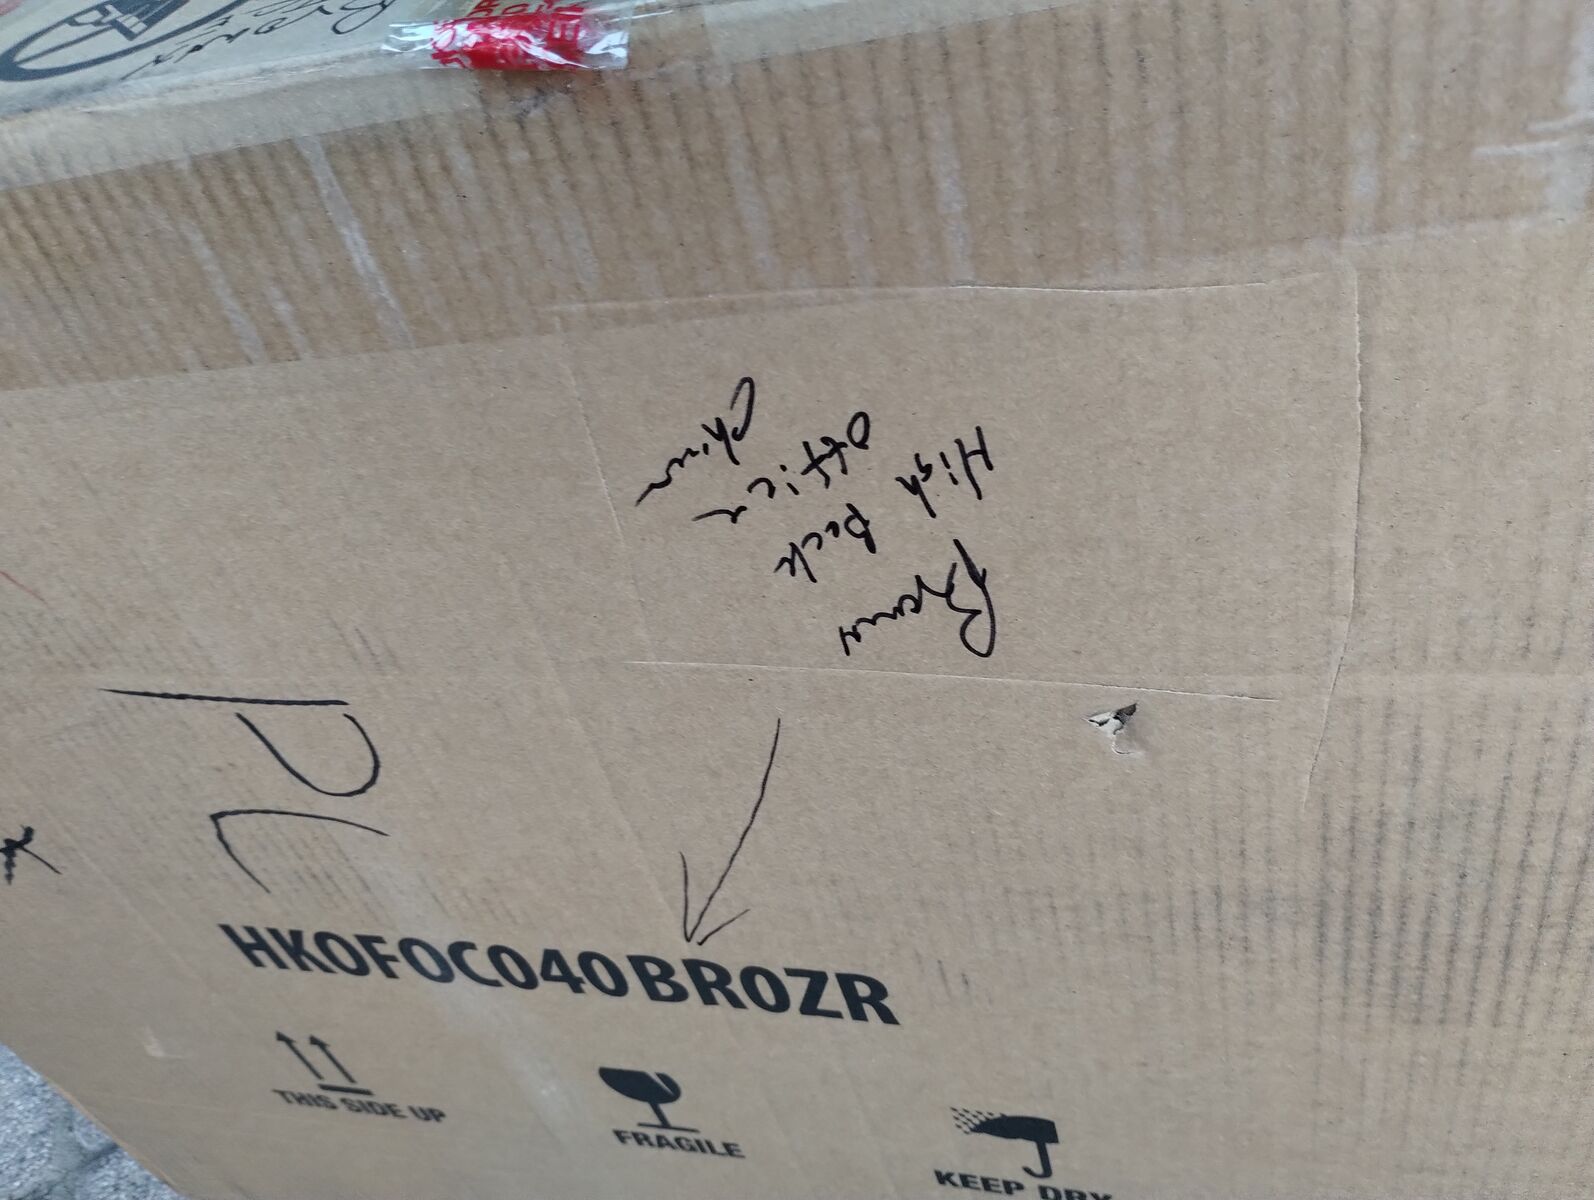 Brown
High Back
Office
Chair
PL
HKOFOC040BROZR
THIS SIDE UP
FRAGILE
KEEP DRY